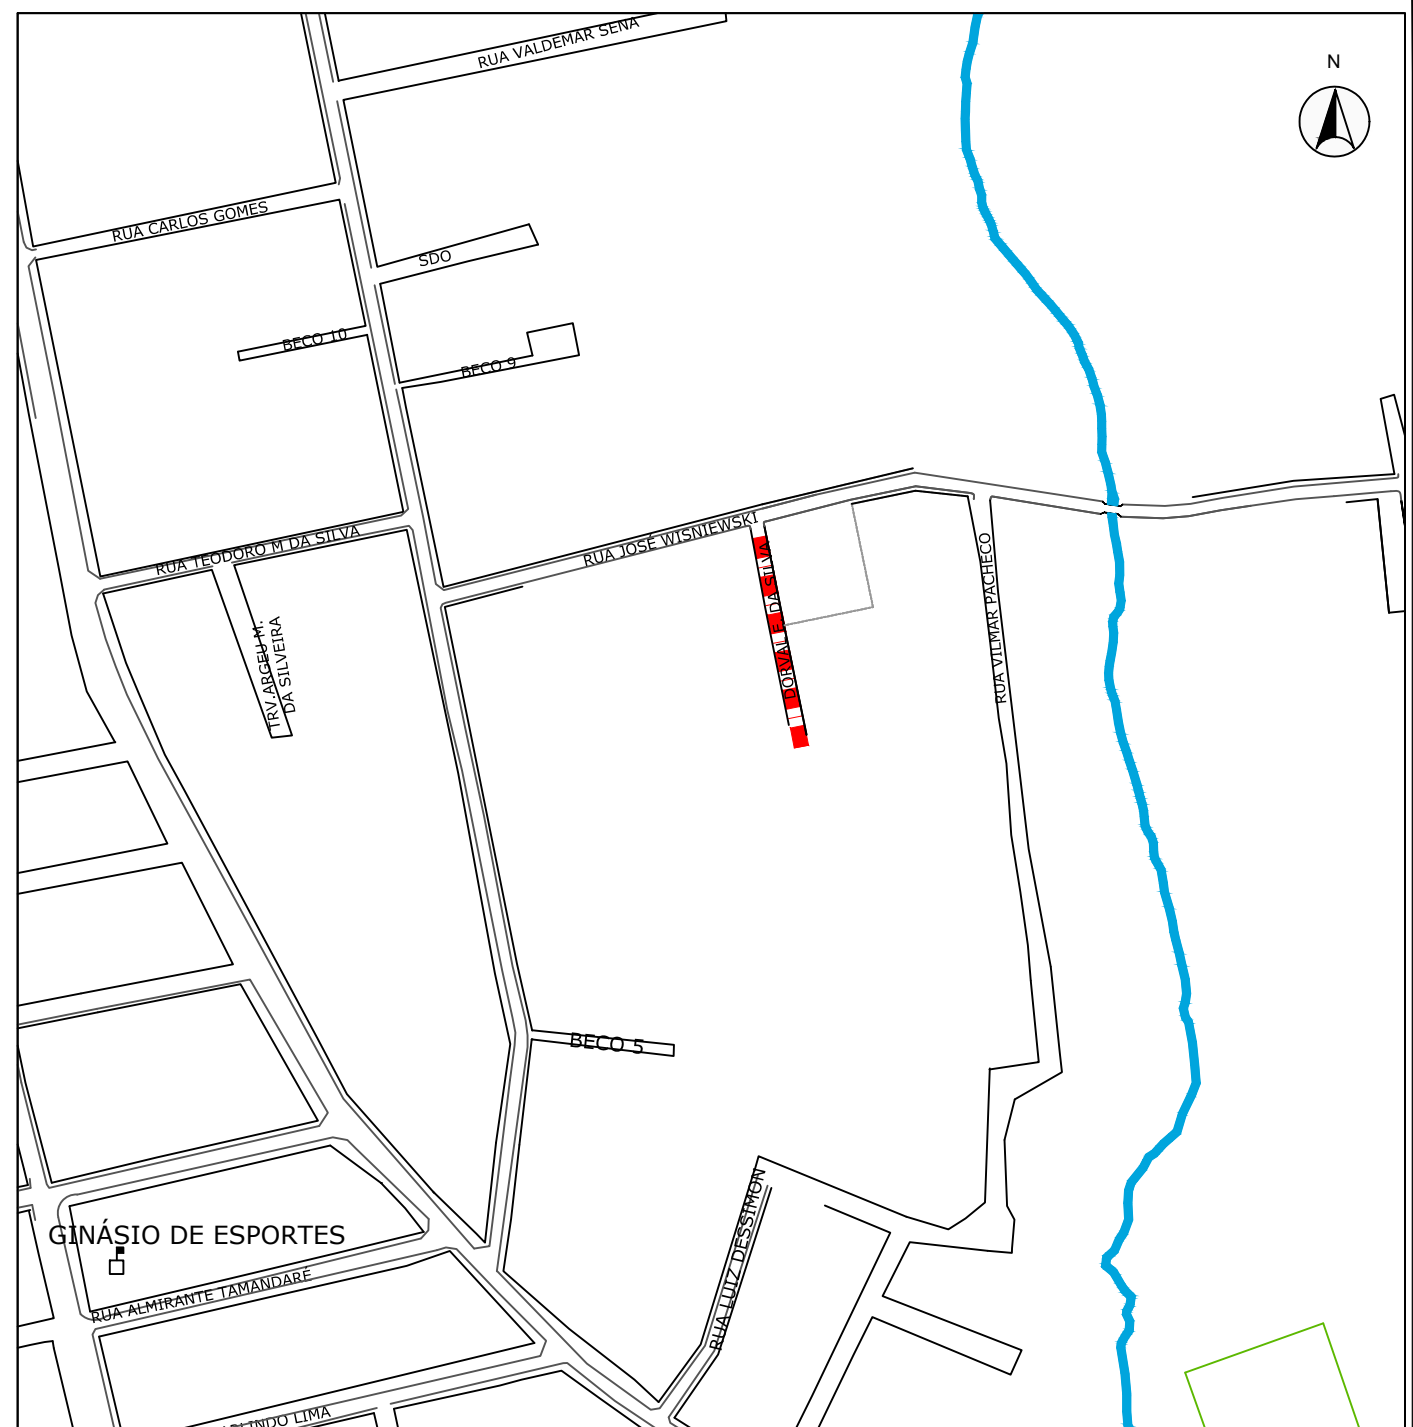 RUA VALDEMAR SENA
N
RUA CARLOS GOMES
SDO
BECO 10
BECO 9
RUA JOSÉ WISNIEWSKI
RUA TEODORO M DA SILVA
DORVAL E. DA SILVA
RUA VILMAR PACHECO
TRV.ARGEU M.
DA SILVEIRA
BECO 5
RUA LUIZ DESSIMON
GINÁSIO DE ESPORTES
RUA ALMIRANTE TAMANDARÉ
LINDO LIMA